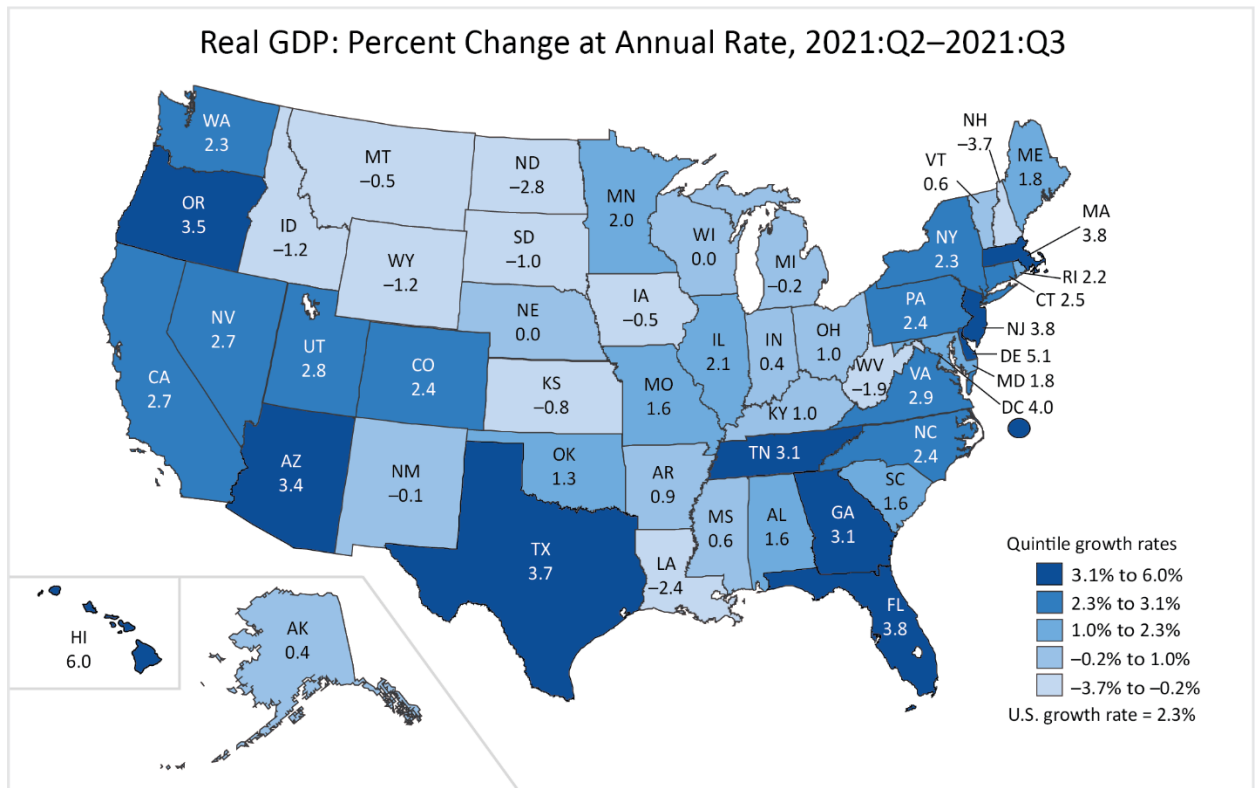 Real GDP: Percent Change at Annual Rate, 2021:Q2–2021:Q3
WA
2.3
OR
3.5
CA
2.7
NV
2.7
ID
–1.2
MT
–0.5
WY
–1.2
UT
2.8
CO
2.4
AZ
3.4
NM
–0.1
ND
–2.8
SD
–1.0
NE
0.0
KS
–0.8
OK
1.3
TX
3.7
MN
2.0
IA
–0.5
MO
1.6
AR
0.9
LA
–2.4
WI
0.0
IL
2.1
MI
–0.2
IN
0.4
OH
1.0
KY 1.0
TN 3.1
MS
0.6
AL
1.6
GA
3.1
FL
3.8
SC
1.6
NC
2.4
VA
2.9
WV
–1.9
PA
2.4
NY
2.3
VT
0.6
NH
–3.7
ME
1.8
MA
3.8
RI 2.2
CT 2.5
NJ 3.8
DE 5.1
MD 1.8
DC 4.0
HI
6.0
AK
0.4
Quintile growth rates
3.1% to 6.0%
2.3% to 3.1%
1.0% to 2.3%
–0.2% to 1.0%
–3.7% to –0.2%
U.S. growth rate = 2.3%